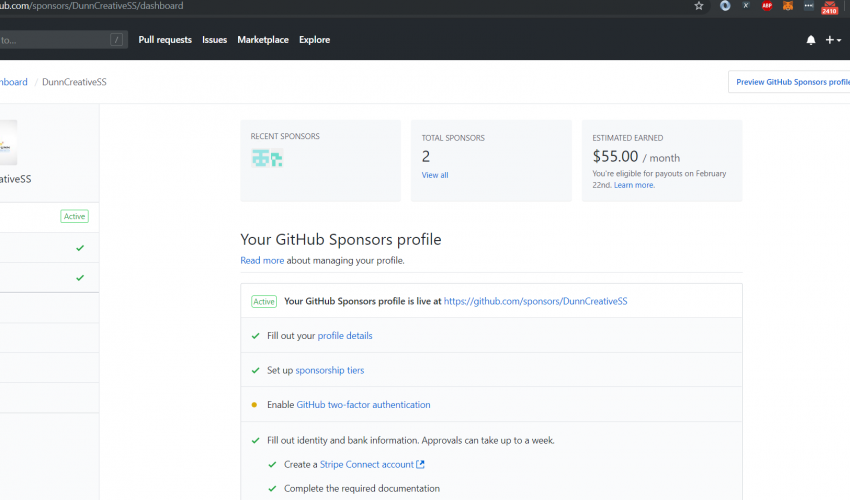 ub.com/sponsors/DunnCreativeSS/dashboard
ABP
2410
to...
/
Pull requests Issues Marketplace Explore
hboard / DunnCreativeSS
Preview GitHub Sponsors profile
RECENT SPONSORS
TOTAL SPONSORS
2
View all
ESTIMATED EARNED
$55.00 / month
You're eligible for payouts on February
22nd. Learn more.
ativeSS
Active
Your GitHub Sponsors profile
Read more about managing your profile.
Active Your GitHub Sponsors profile is live at https://github.com/sponsors/DunnCreativeSS
Fill out your profile details
Set up sponsorship tiers
Enable GitHub two-factor authentication
Fill out identity and bank information. Approvals can take up to a week.
Create a Stripe Connect account
Complete the required documentation